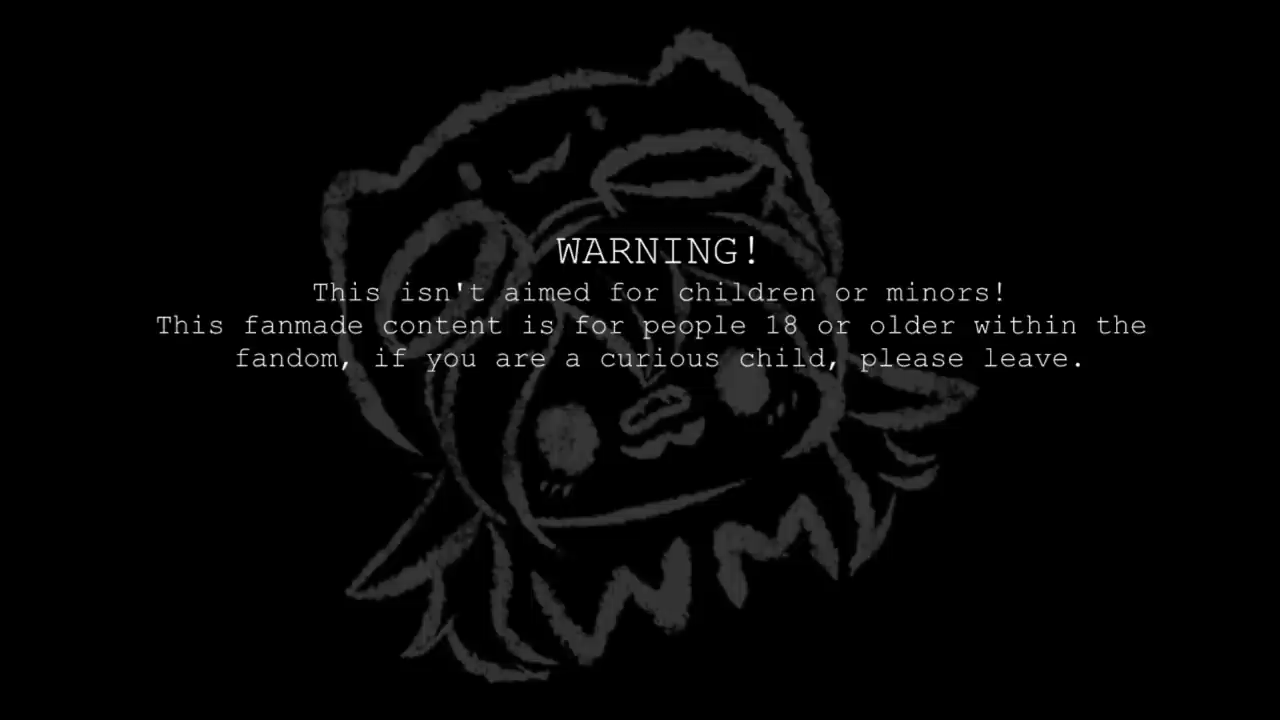 WARNING!
This isn't aimed for children or minors!
This fanmade content is for people 18 or older within the
fandom, if you are a curious child, please leave.
WM